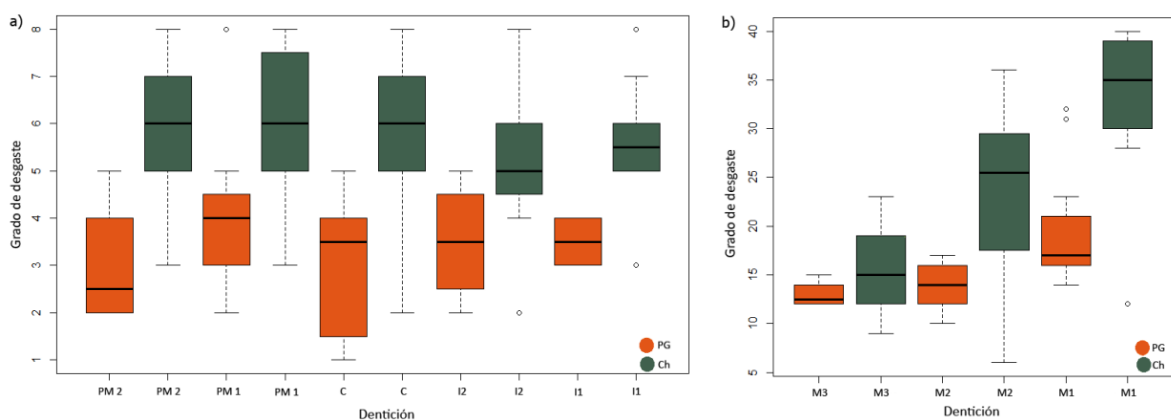 a)
Grado de desgaste
8
7
6
5
4
3
2
1
PM 2 PM 2 PM 1 PM 1 C C I2 I2 I1 I1
Dentición
PG
Ch
b)
Grado de desgaste
40
35
30
25
20
15
10
5
M3 M3 M2 M2 M1 M1
Dentición
PG
Ch